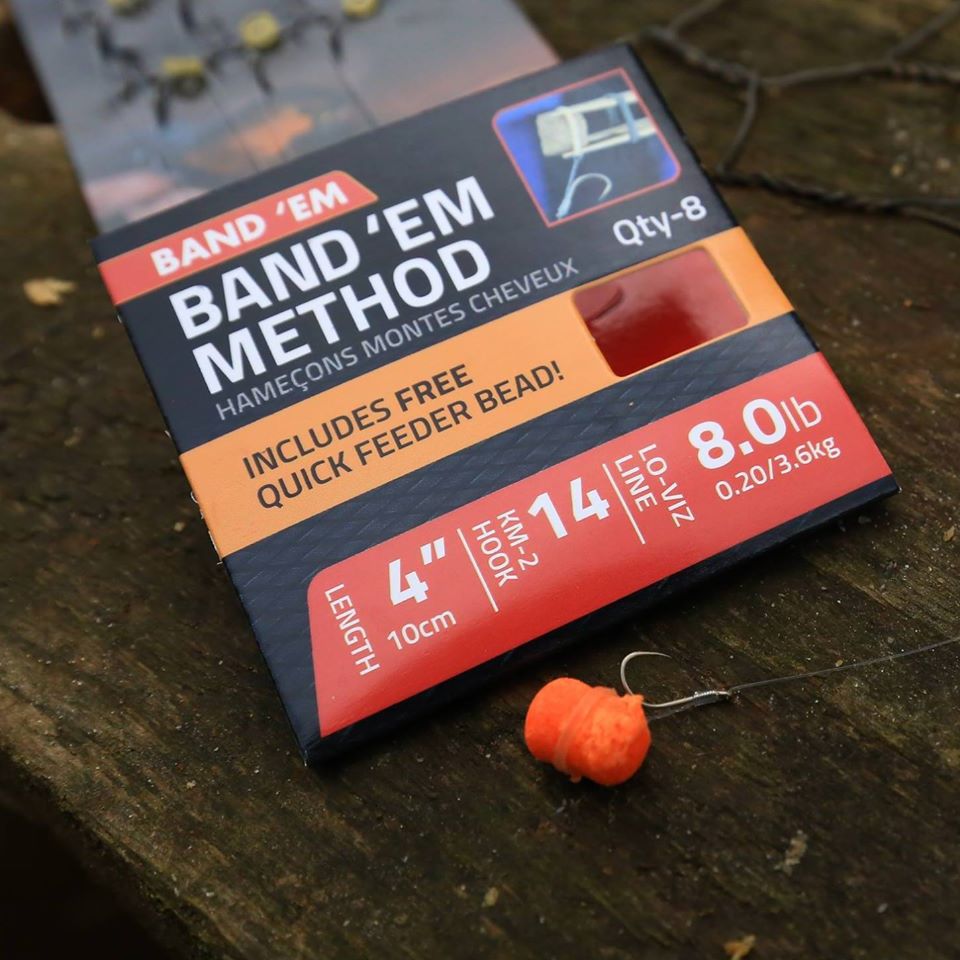 BAND 'EM
BAND 'EM
METHOD
HAMEÇONS MONTES CHEVEUX
Qty-8
INCLUDES FREE
QUICK FEEDER BEAD!
LENGTH
4"
10cm
KM-2
HOOK
14
LO-VIZ
LINE
8.0lb
0.20/3.6kg